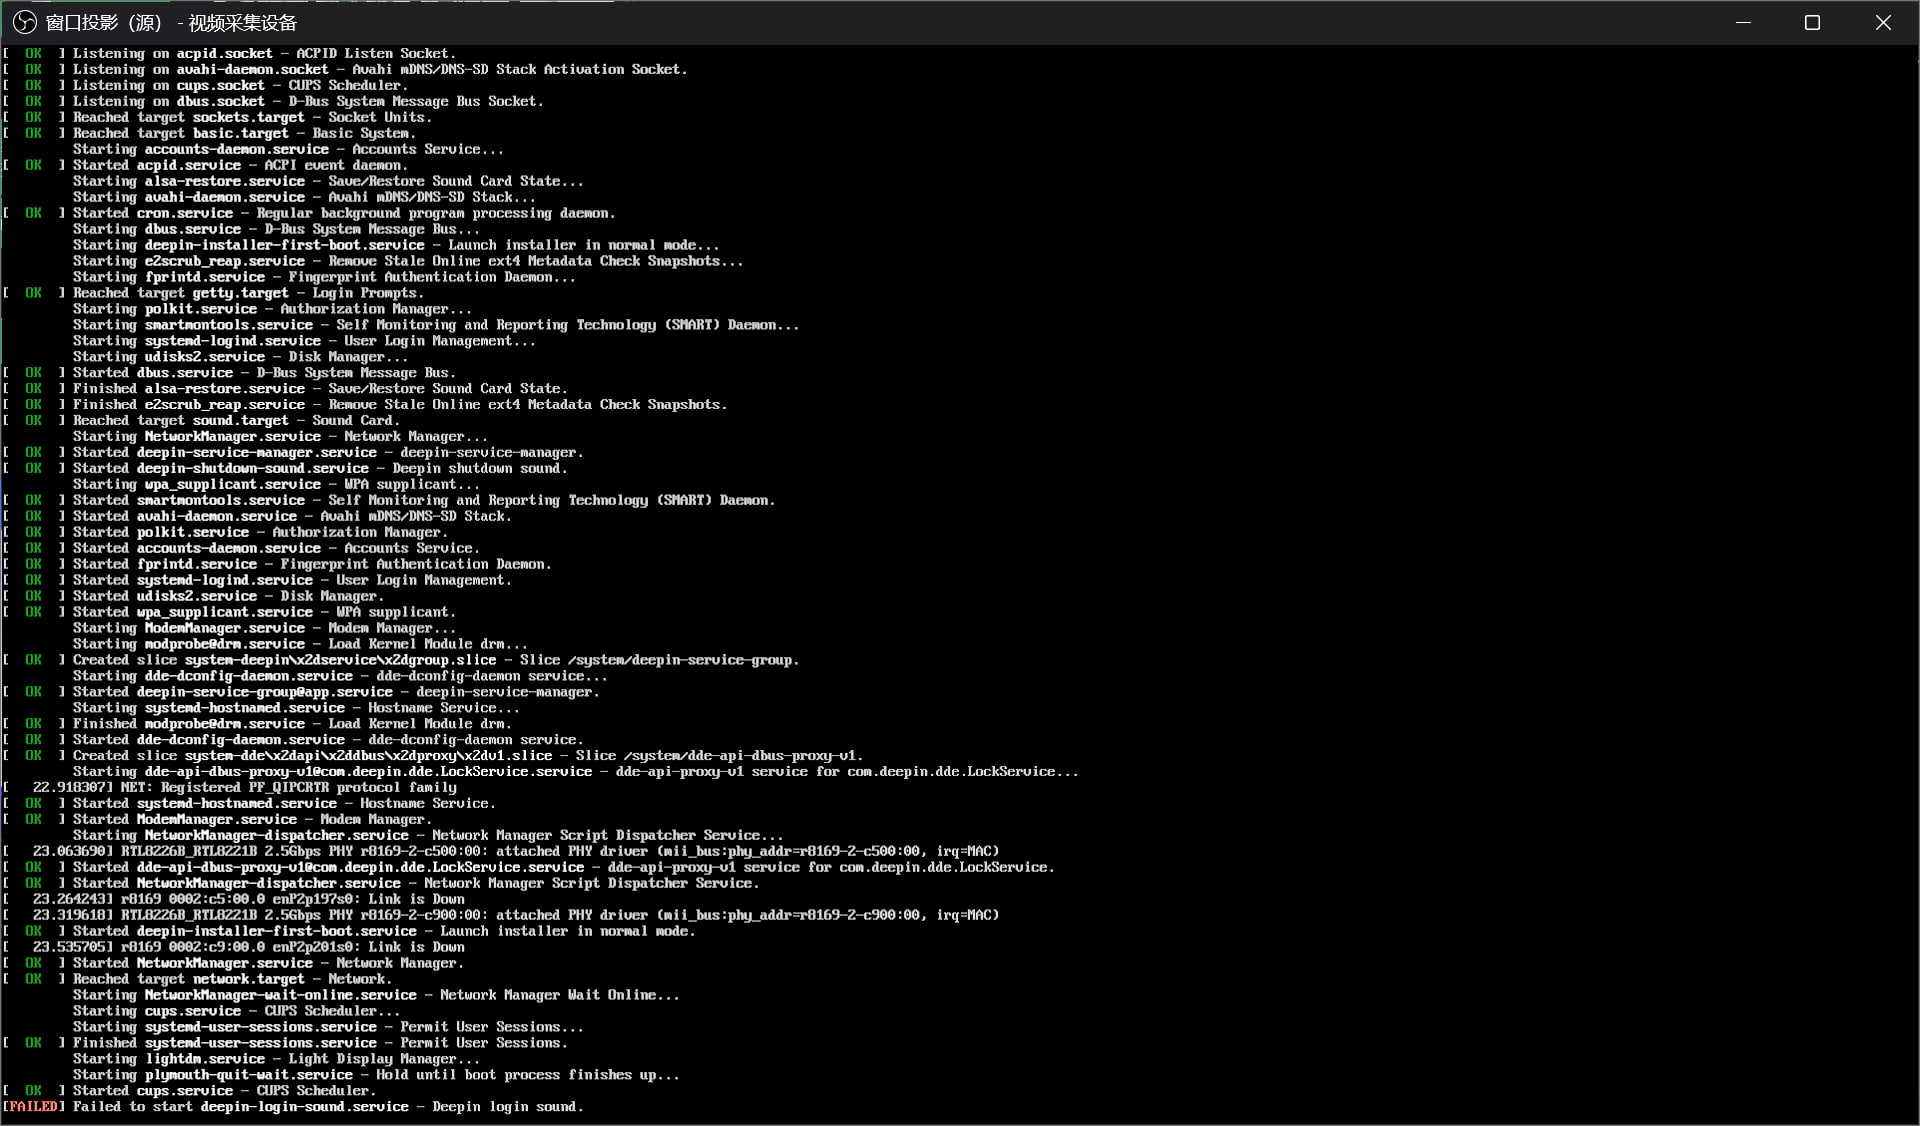 窗口投影（源） - 视频采集设备
[  OK  ] Listening on acpid.socket - ACPID Listen Socket.
[  OK  ] Listening on avahi-daemon.socket - Avahi mDNS/DNS-SD Stack Activation Socket.
[  OK  ] Listening on cups.socket - CUPS Scheduler.
[  OK  ] Listening on dbus.socket - D-Bus System Message Bus Socket.
[  OK  ] Reached target sockets.target - Socket Units.
[  OK  ] Reached target basic.target - Basic System.
Starting accounts-daemon.service - Accounts Service...
[  OK  ] Started acpid.service - ACPI event daemon.
Starting alsa-restore.service - Save/Restore Sound Card State...
Starting avahi-daemon.service - Avahi mDNS/DNS-SD Stack...
[  OK  ] Started cron.service - Regular background program processing daemon.
Starting dbus.service - D-Bus System Message Bus...
Starting deepin-installer-first-boot.service - Launch installer in normal mode...
Starting e2scrub_reap.service - Remove Stale Online ext4 Metadata Check Snapshots...
Starting fprintd.service - Fingerprint Authentication Daemon...
[  OK  ] Reached target getty.target - Login Prompts.
Starting polkit.service - Authorization Manager...
Starting smartmontools.service - Self Monitoring and Reporting Technology (SMART) Daemon...
Starting systemd-logind.service - User Login Management...
Starting udisks2.service - Disk Manager...
[  OK  ] Started dbus.service - D-Bus System Message Bus.
[  OK  ] Finished alsa-restore.service - Save/Restore Sound Card State.
[  OK  ] Finished e2scrub_reap.service - Remove Stale Online ext4 Metadata Check Snapshots.
[  OK  ] Reached target sound.target - Sound Card.
Starting NetworkManager.service - Network Manager...
[  OK  ] Started deepin-service-manager.service - deepin-service-manager.
[  OK  ] Started deepin-shutdown-sound.service - Deepin shutdown sound.
Starting wpa_supplicant.service - WPA supplicant...
[  OK  ] Started smartmontools.service - Self Monitoring and Reporting Technology (SMART) Daemon.
[  OK  ] Started avahi-daemon.service - Avahi mDNS/DNS-SD Stack.
[  OK  ] Started polkit.service - Authorization Manager.
[  OK  ] Started accounts-daemon.service - Accounts Service.
[  OK  ] Started fprintd.service - Fingerprint Authentication Daemon.
[  OK  ] Started systemd-logind.service - User Login Management.
[  OK  ] Started udisks2.service - Disk Manager.
[  OK  ] Started wpa_supplicant.service - WPA supplicant.
Starting ModemManager.service - Modem Manager...
Starting modprobe@drm.service - Load Kernel Module drm...
[  OK  ] Created slice system-deepin\x2dservice\x2dgroup.slice - Slice /system/deepin-service-group.
Starting dde-dconfig-daemon.service - dde-dconfig-daemon service...
[  OK  ] Started deepin-service-group@app.service - deepin-service-manager.
Starting systemd-hostnamed.service - Hostname Service...
[  OK  ] Finished modprobe@drm.service - Load Kernel Module drm.
[  OK  ] Started dde-dconfig-daemon.service - dde-dconfig-daemon service.
[  OK  ] Created slice system-dde\x2dapi\x2ddbus\x2dproxy\x2dv1.slice - Slice /system/dde-api-dbus-proxy-v1.
Starting dde-api-dbus-proxy-v1@com.deepin.dde.LockService.service - dde-api-proxy-v1 service for com.deepin.dde.LockService...
[   22.918307] NET: Registered PF_QIPCRTR protocol family
[  OK  ] Started systemd-hostnamed.service - Hostname Service.
[  OK  ] Started ModemManager.service - Modem Manager.
Starting NetworkManager-dispatcher.service - Network Manager Script Dispatcher Service...
[   23.063690] RTL8226B_RTL8221B 2.5Gbps PHY r8169-2-c500:00: attached PHY driver (mii_bus:phy_addr=r8169-2-c500:00, irq=MAC)
[  OK  ] Started dde-api-dbus-proxy-v1@com.deepin.dde.LockService.service - dde-api-proxy-v1 service for com.deepin.dde.LockService.
[  OK  ] Started NetworkManager-dispatcher.service - Network Manager Script Dispatcher Service.
[   23.264243] r8169 0002:c5:00.0 enP2p197s0: Link is Down
[   23.319618] RTL8226B_RTL8221B 2.5Gbps PHY r8169-2-c900:00: attached PHY driver (mii_bus:phy_addr=r8169-2-c900:00, irq=MAC)
[  OK  ] Started deepin-installer-first-boot.service - Launch installer in normal mode.
[   23.535705] r8169 0002:c9:00.0 enP2p201s0: Link is Down
[  OK  ] Started NetworkManager.service - Network Manager.
[  OK  ] Reached target network.target - Network.
Starting NetworkManager-wait-online.service - Network Manager Wait Online...
Starting cups.service - CUPS Scheduler...
Starting systemd-user-sessions.service - Permit User Sessions...
[  OK  ] Finished systemd-user-sessions.service - Permit User Sessions.
Starting lightdm.service - Light Display Manager...
Starting plymouth-quit-wait.service - Hold until boot process finishes up...
[  OK  ] Started cups.service - CUPS Scheduler.
[FAILED] Failed to start deepin-login-sound.service - Deepin login sound.